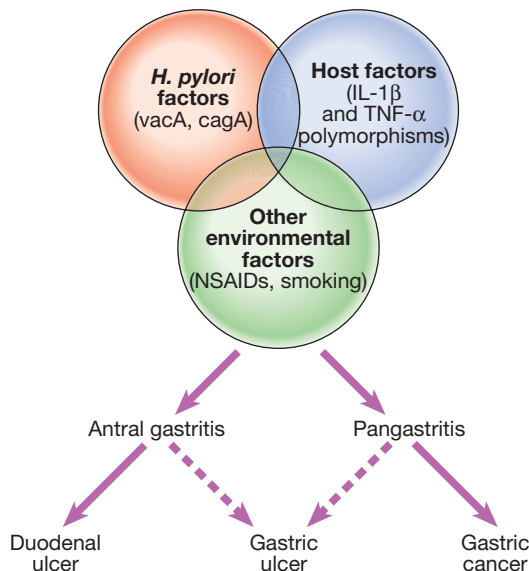 H. pylori
factors
(vacA, cagA)
Host factors
(IL-1β
and TNF-α
polymorphisms)
Other
environmental
factors
(NSAIDs, smoking)
Antral gastritis
Pangastritis
Duodenal
ulcer
Gastric
ulcer
Gastric
cancer